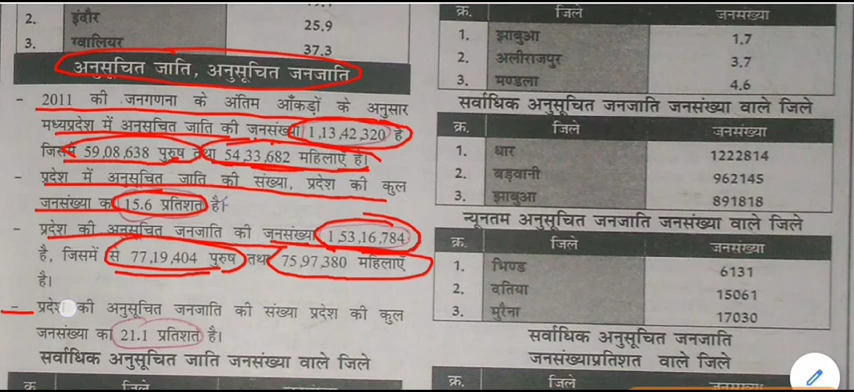 2. इंदौर 25.9
3. ग्वालियर 37.3
अनुसूचित जाति, अनुसूचित जनजाति
– 2011 की जनगणना के अंतिम आँकड़ों के अनुसार
मध्यप्रदेश में अनुसचित जाति की जनसंख्या 1,13,42,320 है
जिसमें 59,08,638 पुरुष तथा 54,33,682 महिलाएँ है।
– प्रदेश में अनुसूचित जाति की संख्या, प्रदेश की कुल
जनसंख्या का 15.6 प्रतिशत है।
– प्रदेश की अनुसूचित जनजाति की जनसंख्या 1,53,16,784
है, जिसमें से 77,19,404 पुरुष तथा 75,97,380 महिलाएँ
है।
– प्रदेश की अनुसूचित जनजाति की संख्या प्रदेश की कुल
जनसंख्या का 21.1 प्रतिशत है।
सर्वाधिक अनुसूचित जाति जनसंख्या वाले जिले
क्र. जिले जनसंख्या
क्र. जिले जनसंख्या
1. झाबुआ 1.7
2. अलीराजपुर 3.7
3. मण्डला 4.6
सर्वाधिक अनुसूचित जनजाति जनसंख्या वाले जिले
क्र. जिले जनसंख्या
1. धार 1222814
2. बड़वानी 962145
3. झाबुआ 891818
न्यूनतम अनुसूचित जनजाति जनसंख्या वाले जिले
क्र. जिले जनसंख्या
1. भिण्ड 6131
2. दतिया 15061
3. मुरैना 17030
सर्वाधिक अनुसूचित जनजाति
जनसंख्याप्रतिशत वाले जिले
क्र. जिले जनसंख्या